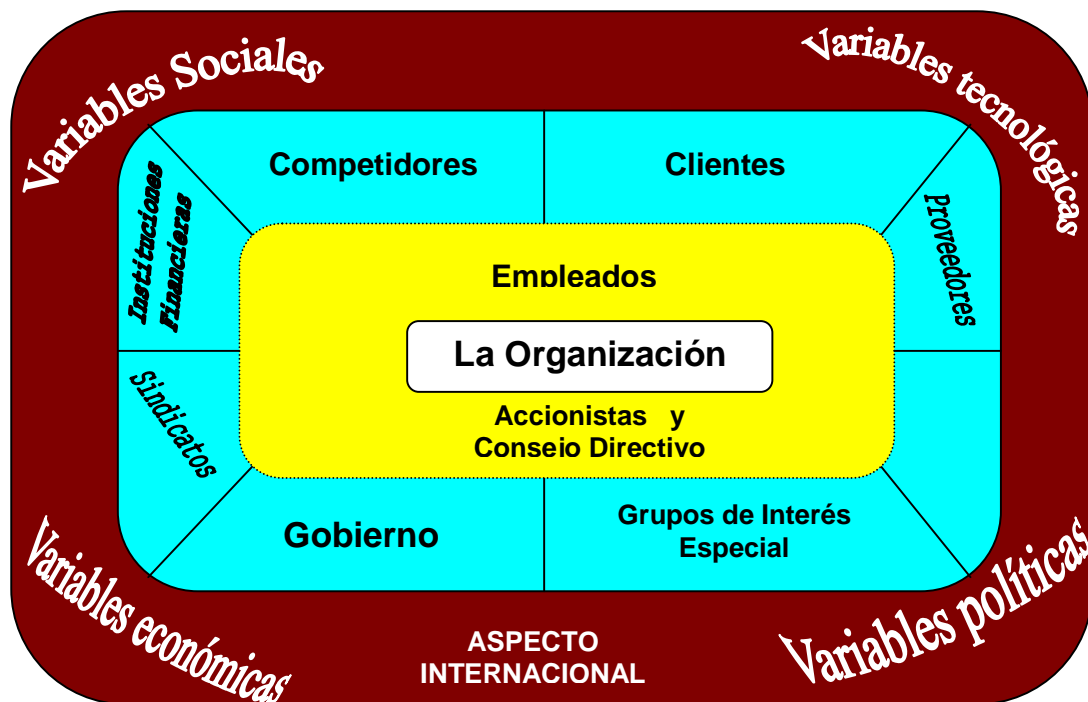 Variables Sociales
Variables tecnológicas
Competidores
Clientes
Instituciones
Financieras
Proveedores
Empleados
La Organización
Accionistas y
Consejo Directivo
Sindicatos
Gobierno
Grupos de Interés
Especial
Variables económicas
ASPECTO
INTERNACIONAL
Variables políticas